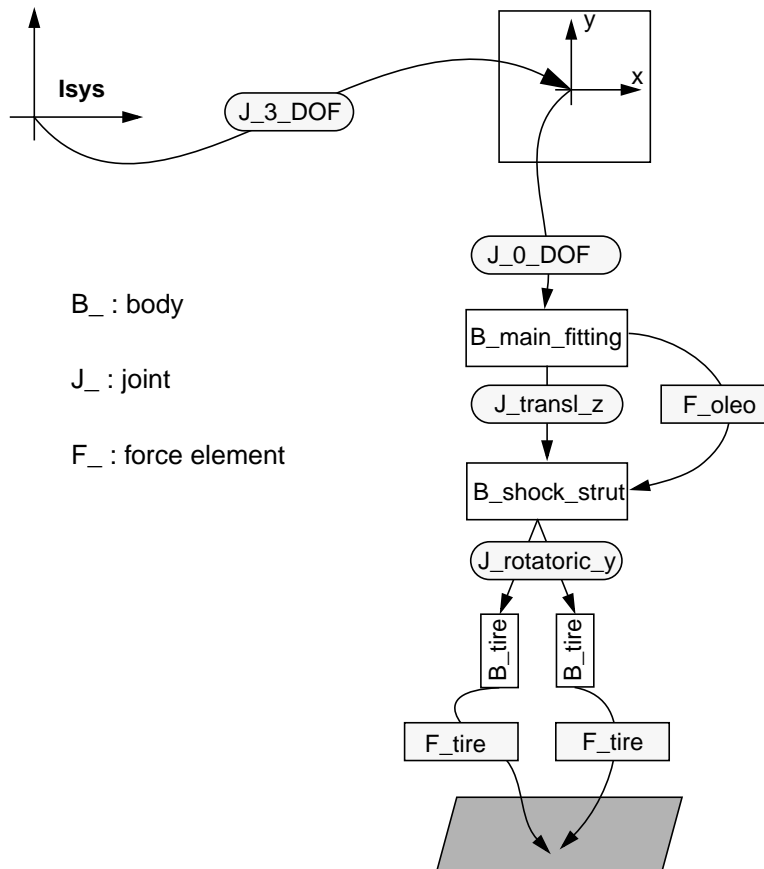 y
Isys
x
J_3_DOF
J_0_DOF
B_ : body
B_main_fitting
J_ : joint
J_transl_z
F_oleo
F_ : force element
B_shock_strut
J_rotatoric_y
B_tire
B_tire
F_tire
F_tire